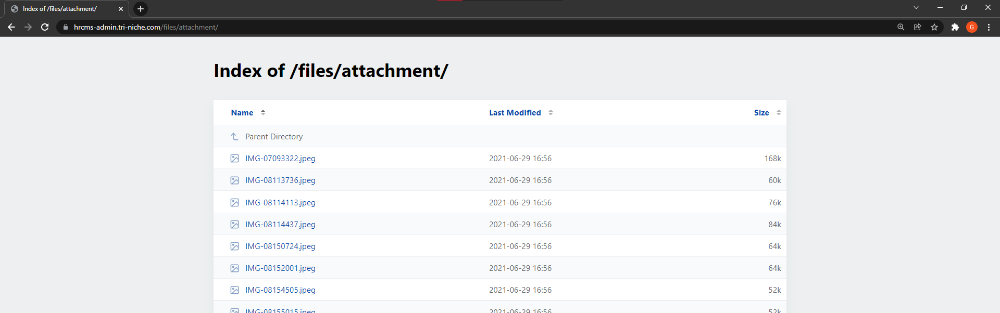 Index of /files/attachment/
hrcms-admin.tri-niche.com/files/attachment/
G
Index of /files/attachment/
Name Last Modified Size
Parent Directory
IMG-07093322.jpeg 2021-06-29 16:56 168k
IMG-08113736.jpeg 2021-06-29 16:56 60k
IMG-08114113.jpeg 2021-06-29 16:56 76k
IMG-08114437.jpeg 2021-06-29 16:56 84k
IMG-08150724.jpeg 2021-06-29 16:56 64k
IMG-08152001.jpeg 2021-06-29 16:56 64k
IMG-08154505.jpeg 2021-06-29 16:56 52k
IMG-08155015.jpeg 2021-06-29 16:56 52k